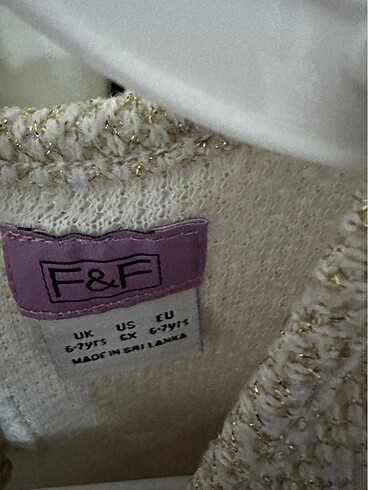 F&F
UK US EU
6-7yrs 6X 6-7yrs
MADE IN SRI LANKA